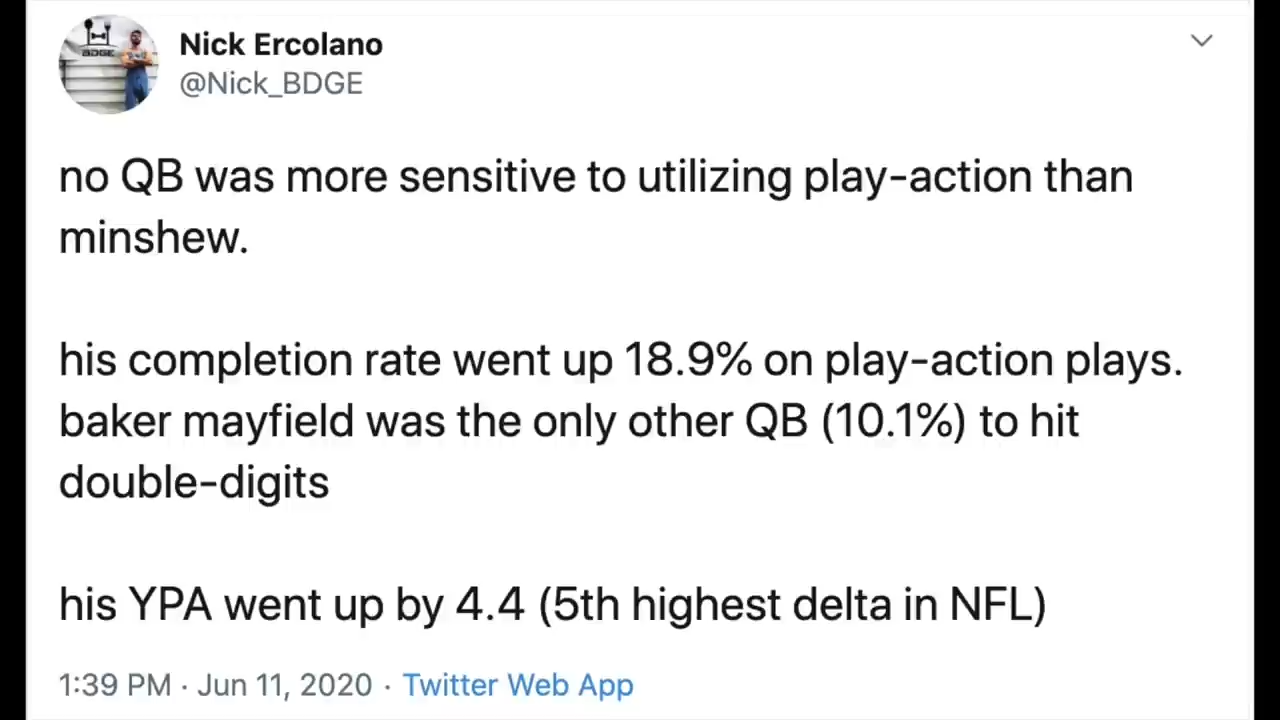 BDGE
Nick Ercolano
@Nick_BDGE
no QB was more sensitive to utilizing play-action than
minshew.
his completion rate went up 18.9% on play-action plays.
baker mayfield was the only other QB (10.1%) to hit
double-digits
his YPA went up by 4.4 (5th highest delta in NFL)
1:39 PM · Jun 11, 2020 · Twitter Web App